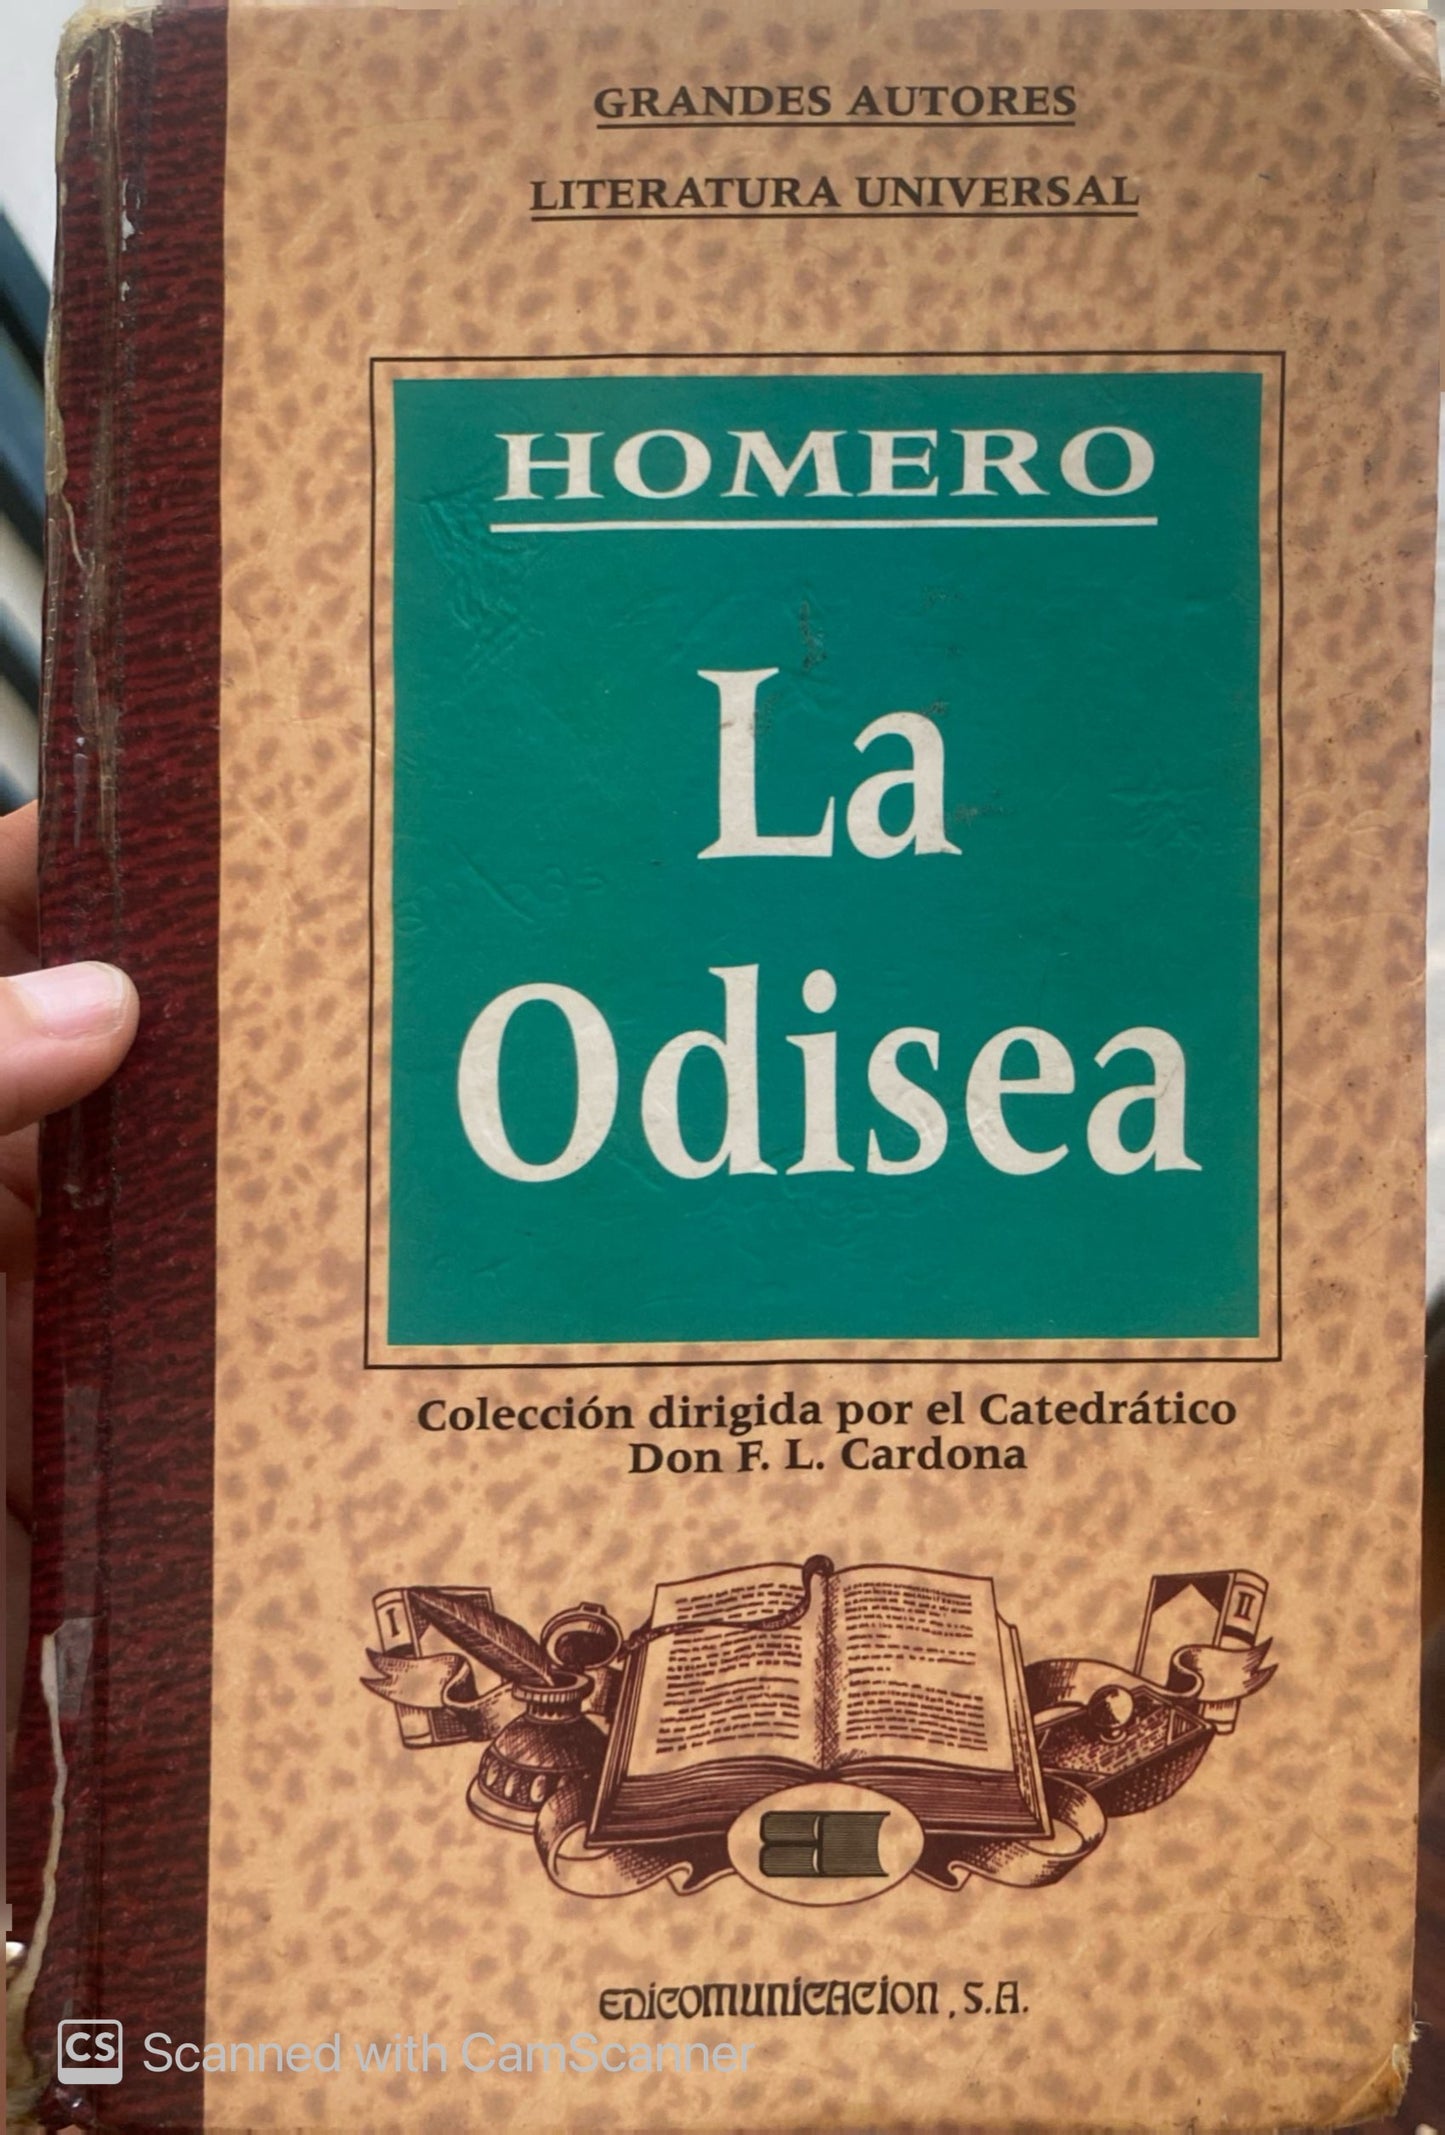 GRANDES AUTORES
LITERATURA UNIVERSAL
HOMERO
La
Odisea
Colección dirigida por el Catedrático
Don F. L. Cardona
I
II
EDICOMUNICACION, S.A.
CS Scanned with CamScanner